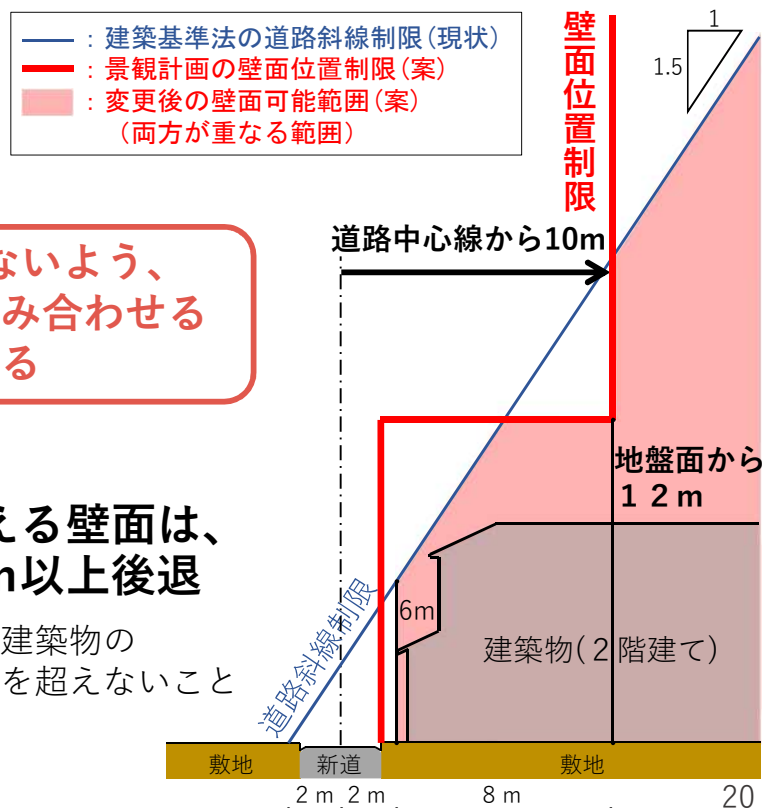 ：建築基準法の道路斜線制限(現状)
：景観計画の壁面位置制限(案)
：変更後の壁面可能範囲(案)
（両方が重なる範囲）
壁面位置制限
1
1.5
道路中心線から10m
ないよう、
み合わせる
る
地盤面から
１２ｍ
える壁面は、
m以上後退
建築物の
を超えないこと
道路斜線制限
6m
建築物(２階建て)
敷地
新道
敷地
2 m
2 m
8 m
20